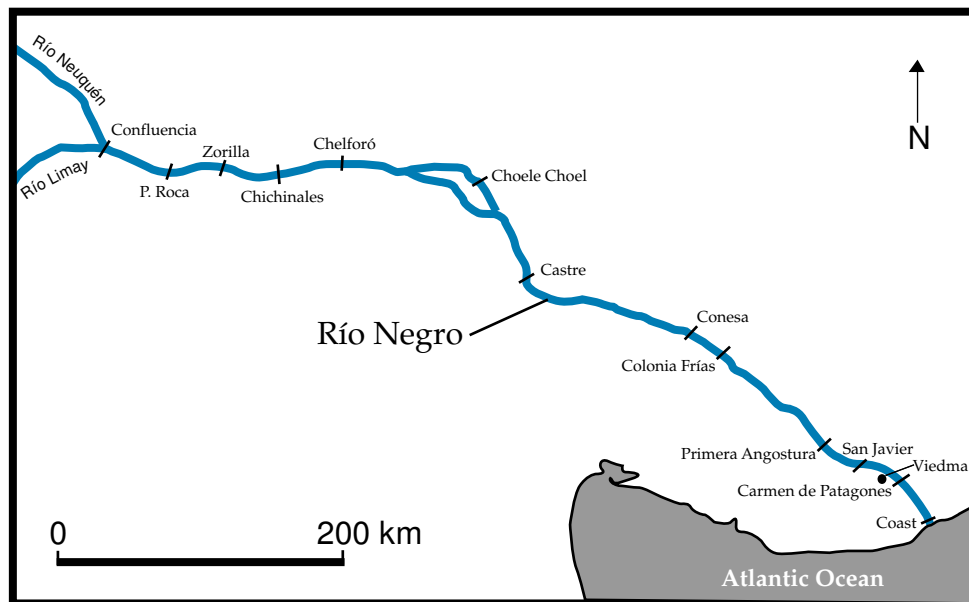 Río Neuquén
Río Limay
Confluencia
P. Roca
Zorilla
Chichinales
Chelforó
Choele Choel
Castre
Río Negro
Conesa
Colonia Frías
Primera Angostura
San Javier
Viedma
Carmen de Patagones
Coast
N
0
200 km
Atlantic Ocean